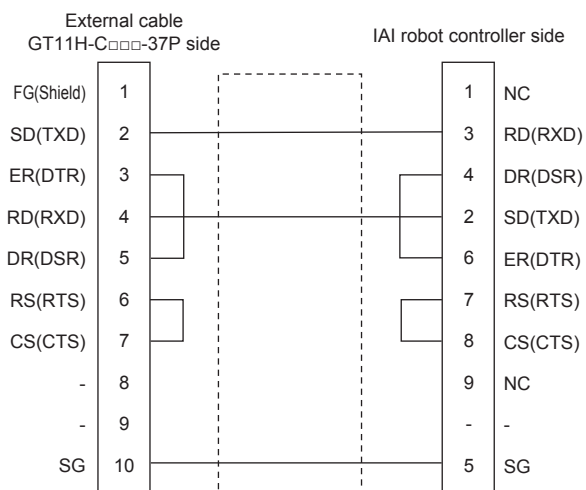 External cable
GT11H-C□□□-37P side
IAI robot controller side
FG(Shield) 1 1 NC
SD(TXD) 2 3 RD(RXD)
ER(DTR) 3 4 DR(DSR)
RD(RXD) 4 2 SD(TXD)
DR(DSR) 5 6 ER(DTR)
RS(RTS) 6 7 RS(RTS)
CS(CTS) 7 8 CS(CTS)
- 8 9 NC
- 9 - -
SG 10 5 SG